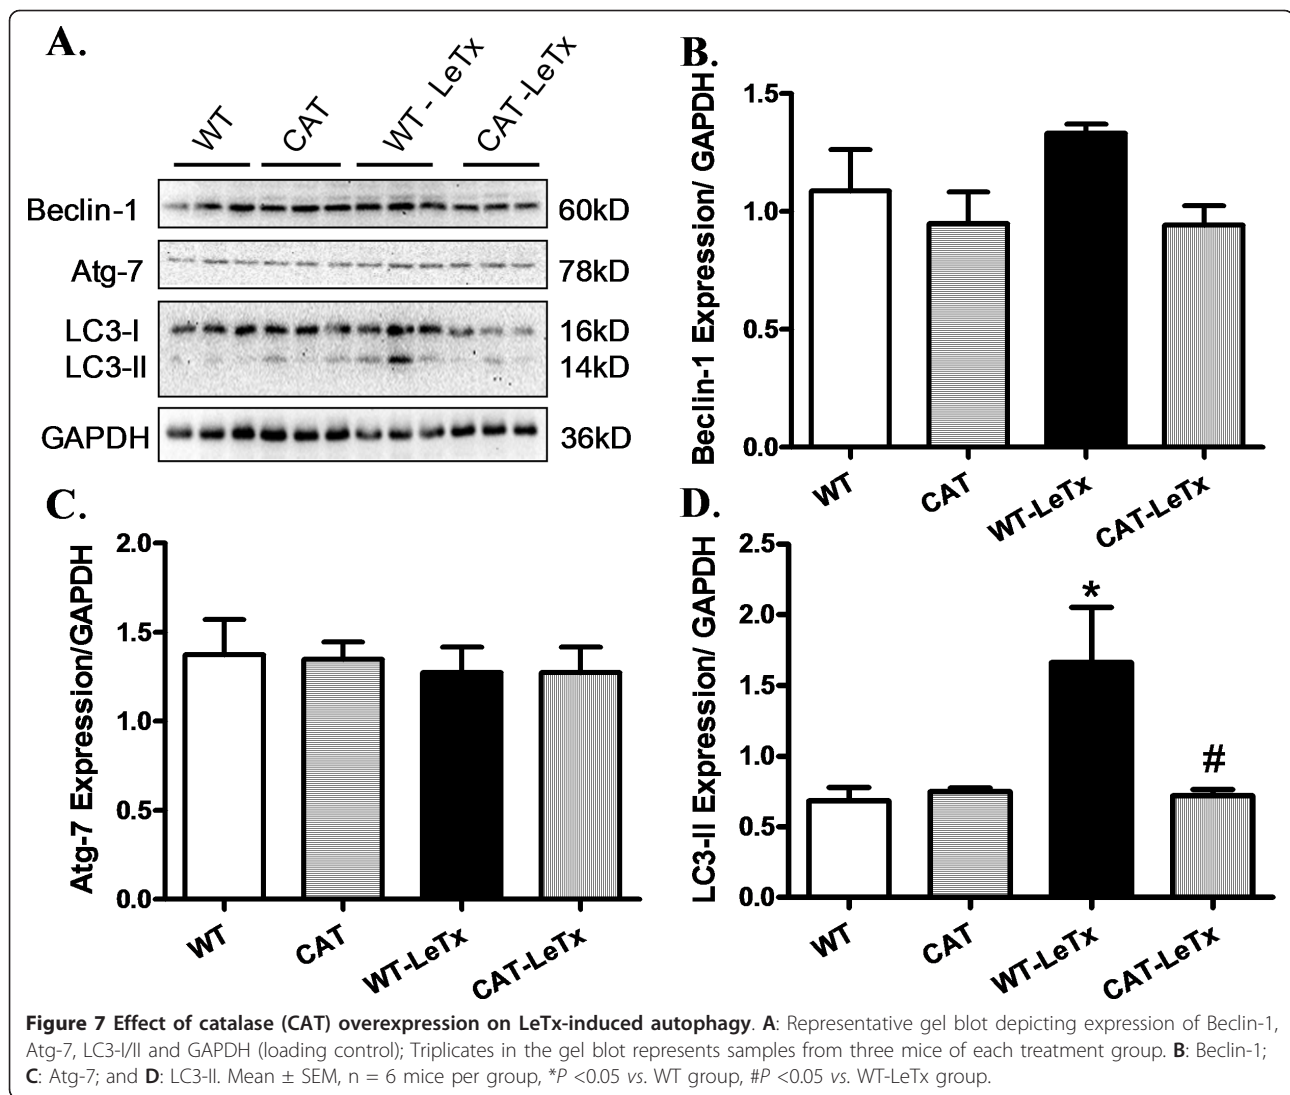 A.
WT
CAT
WT - LeTx
CAT -LeTx
Beclin-1
60kD
Atg-7
78kD
LC3-I
16kD
LC3-II
14kD
GAPDH
36kD
B.
Beclin-1 Expression/ GAPDH
1.5
1.0
0.5
0.0
WT
CAT
WT-LeTx
CAT-LeTx
C.
Atg-7 Expression/GAPDH
2.0
1.5
1.0
0.5
0.0
WT
CAT
WT-LeTx
CAT-LeTx
D.
LC3-II Expression/ GAPDH
2.5
2.0
1.5
1.0
0.5
0.0
*
#
WT
CAT
WT-LeTx
CAT-LeTx
Figure 7 Effect of catalase (CAT) overexpression on LeTx-induced autophagy. A: Representative gel blot depicting expression of Beclin-1,
Atg-7, LC3-I/II and GAPDH (loading control); Triplicates in the gel blot represents samples from three mice of each treatment group. B: Beclin-1;
C: Atg-7; and D: LC3-II. Mean ± SEM, n = 6 mice per group, *P <0.05 vs. WT group, #P <0.05 vs. WT-LeTx group.